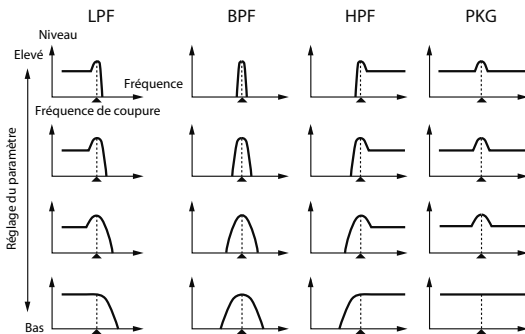 LPF BPF HPF PKG
Niveau
Elevé
Fréquence
Fréquence de coupure
Réglage du paramètre
Bas